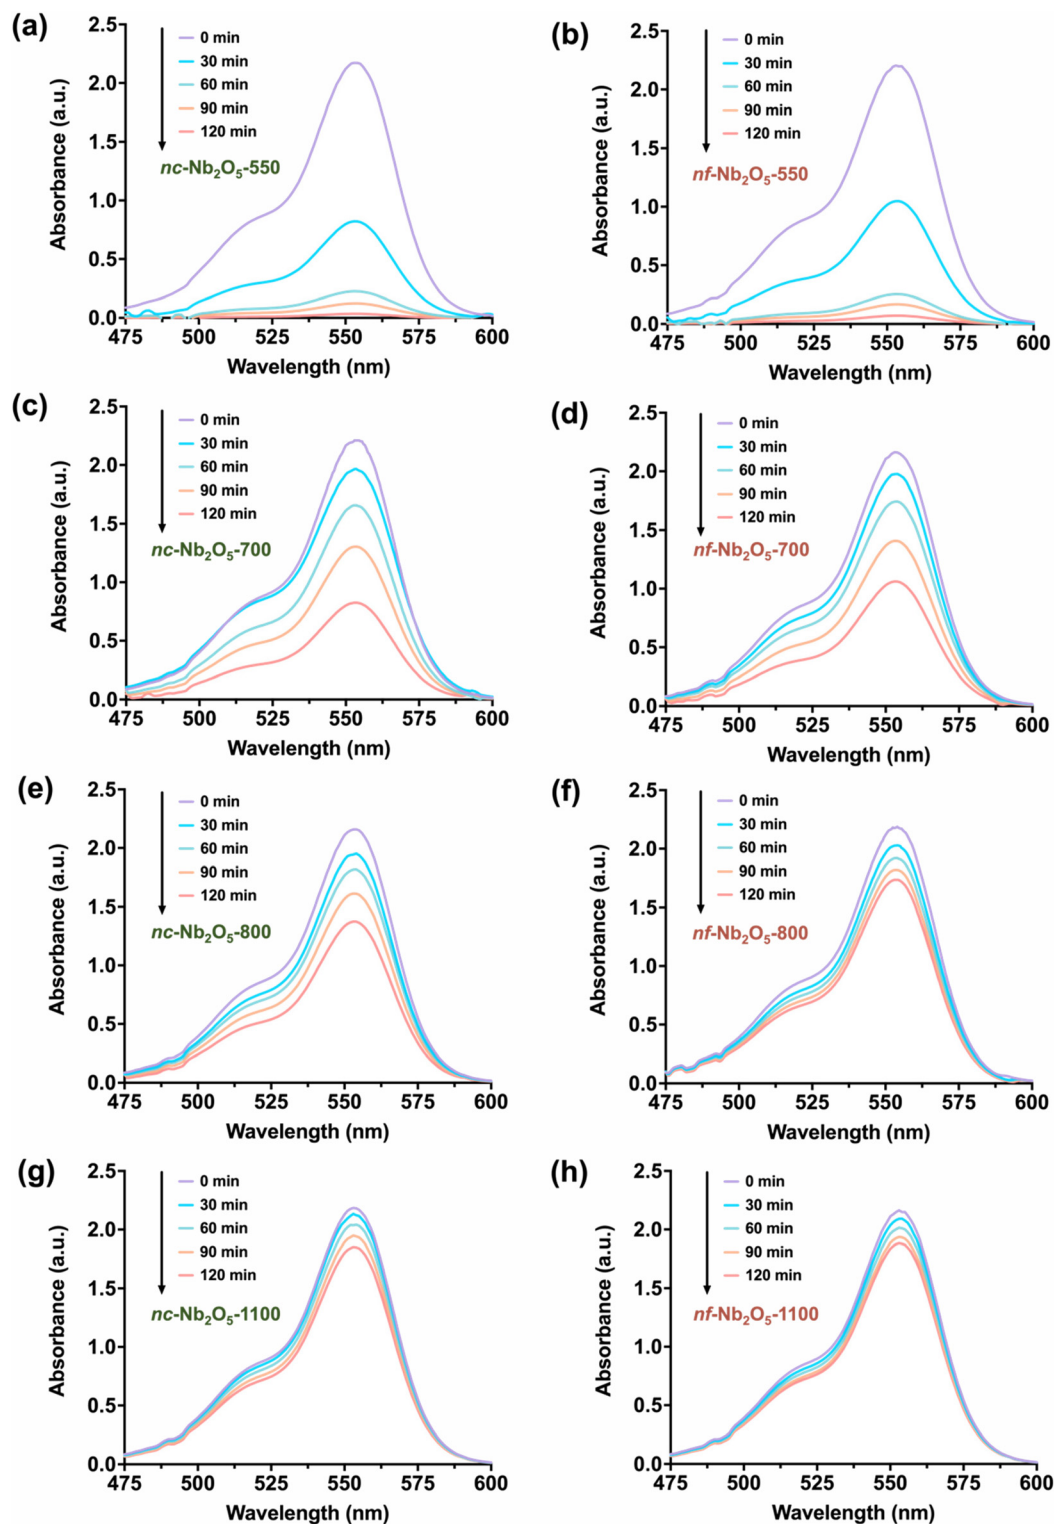 (a)
2.5
2.0
1.5
1.0
0.5
0.0
Absorbance (a.u.)
0 min
30 min
60 min
90 min
120 min
nc-Nb₂O₅-550
475 500 525 550 575 600
Wavelength (nm)
(b)
2.5
2.0
1.5
1.0
0.5
0.0
Absorbance (a.u.)
0 min
30 min
60 min
90 min
120 min
nf-Nb₂O₅-550
475 500 525 550 575 600
Wavelength (nm)
(c)
2.5
2.0
1.5
1.0
0.5
0.0
Absorbance (a.u.)
0 min
30 min
60 min
90 min
120 min
nc-Nb₂O₅-700
475 500 525 550 575 600
Wavelength (nm)
(d)
2.5
2.0
1.5
1.0
0.5
0.0
Absorbance (a.u.)
0 min
30 min
60 min
90 min
120 min
nf-Nb₂O₅-700
475 500 525 550 575 600
Wavelength (nm)
(e)
2.5
2.0
1.5
1.0
0.5
0.0
Absorbance (a.u.)
0 min
30 min
60 min
90 min
120 min
nc-Nb₂O₅-800
475 500 525 550 575 600
Wavelength (nm)
(f)
2.5
2.0
1.5
1.0
0.5
0.0
Absorbance (a.u.)
0 min
30 min
60 min
90 min
120 min
nf-Nb₂O₅-800
475 500 525 550 575 600
Wavelength (nm)
(g)
2.5
2.0
1.5
1.0
0.5
0.0
Absorbance (a.u.)
0 min
30 min
60 min
90 min
120 min
nc-Nb₂O₅-1100
475 500 525 550 575 600
Wavelength (nm)
(h)
2.5
2.0
1.5
1.0
0.5
0.0
Absorbance (a.u.)
0 min
30 min
60 min
90 min
120 min
nf-Nb₂O₅-1100
475 500 525 550 575 600
Wavelength (nm)